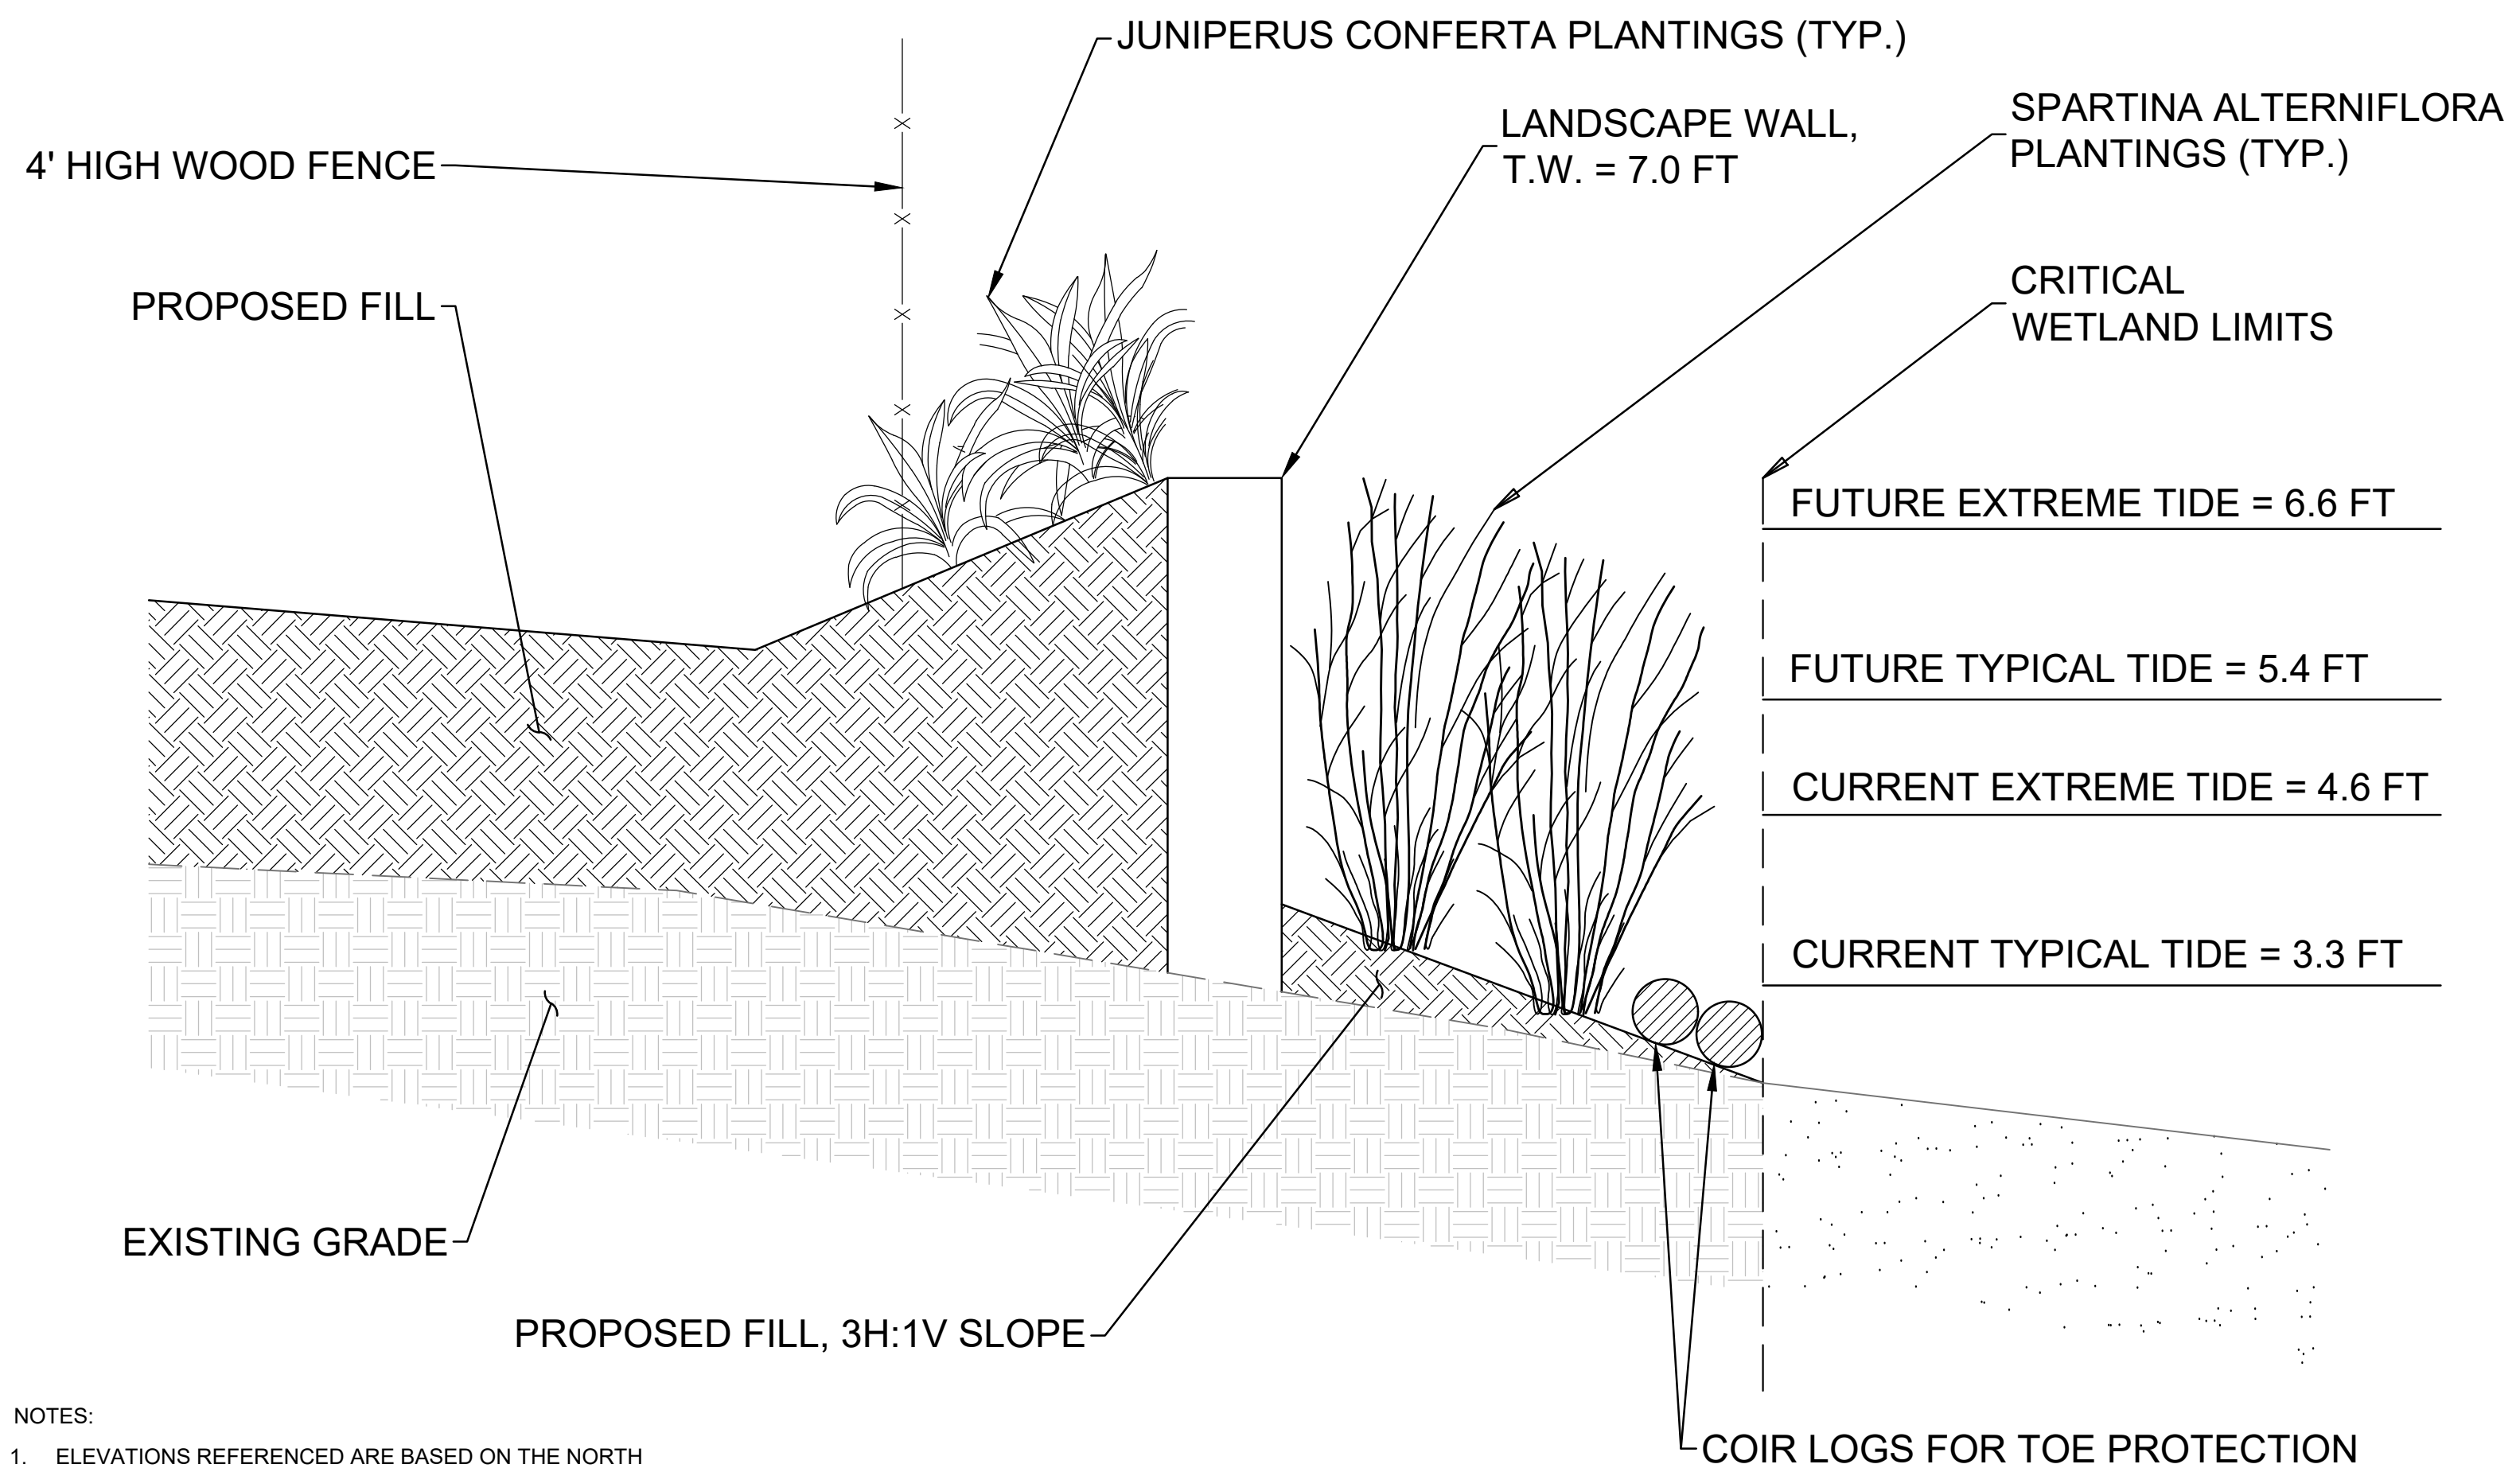 JUNIPERUS CONFERTA PLANTINGS (TYP.)
LANDSCAPE WALL,
T.W. = 7.0 FT
SPARTINA ALTERNIFLORA
PLANTINGS (TYP.)
4' HIGH WOOD FENCE
PROPOSED FILL
CRITICAL
WETLAND LIMITS
FUTURE EXTREME TIDE = 6.6 FT
FUTURE TYPICAL TIDE = 5.4 FT
CURRENT EXTREME TIDE = 4.6 FT
CURRENT TYPICAL TIDE = 3.3 FT
EXISTING GRADE
PROPOSED FILL, 3H:1V SLOPE
COIR LOGS FOR TOE PROTECTION
NOTES:
1. ELEVATIONS REFERENCED ARE BASED ON THE NORTH